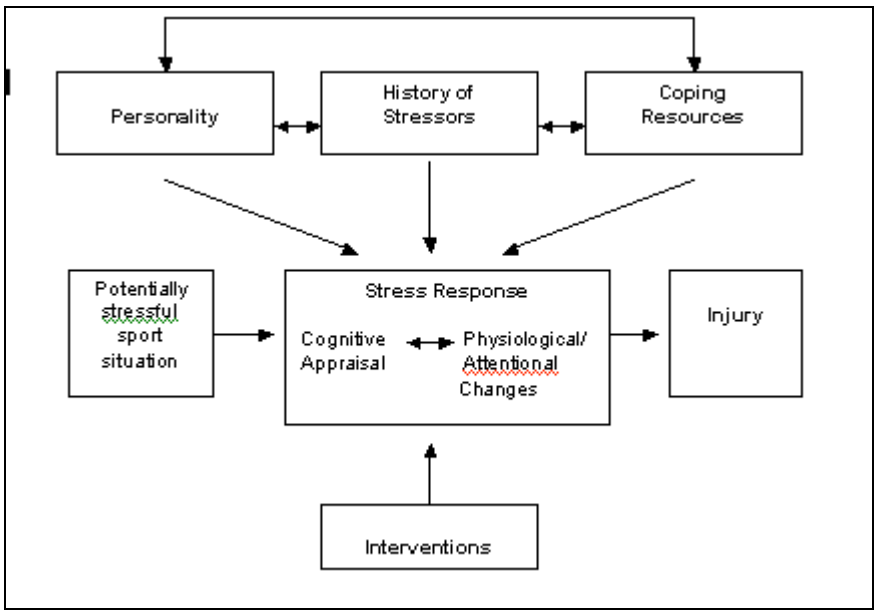 Personality
History of
Stressors
Coping
Resources
Potentially
stressful
sport
situation
Stress Response
Cognitive
Appraisal
Physiological/
Attentional
Changes
Injury
Interventions